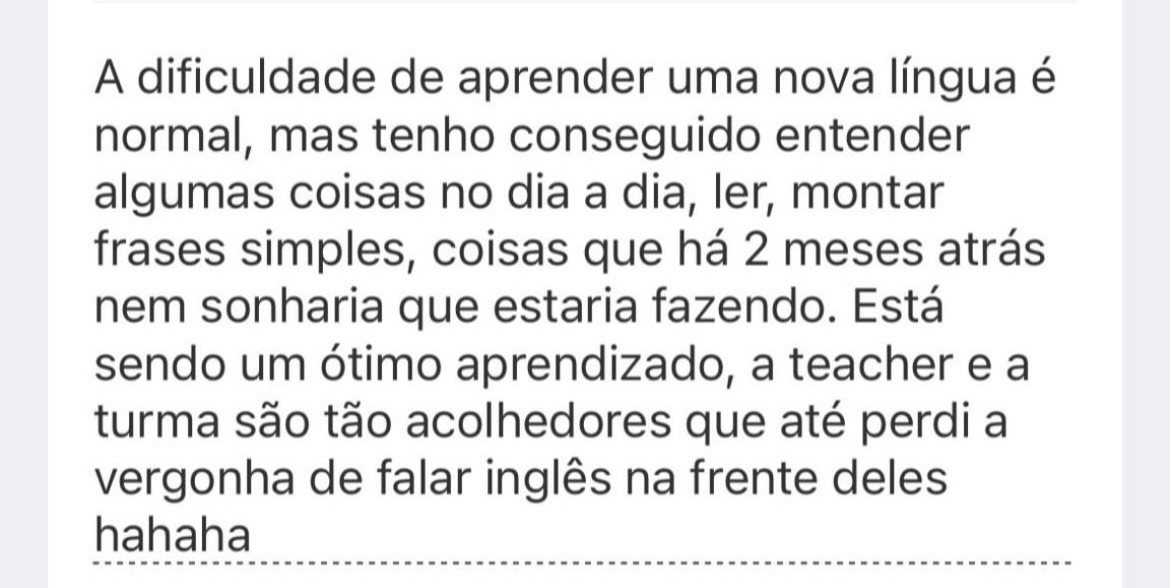 A dificuldade de aprender uma nova língua é
normal, mas tenho conseguido entender
algumas coisas no dia a dia, ler, montar
frases simples, coisas que há 2 meses atrás
nem sonharia que estaria fazendo. Está
sendo um ótimo aprendizado, a teacher e a
turma são tão acolhedores que até perdi a
vergonha de falar inglês na frente deles
hahaha